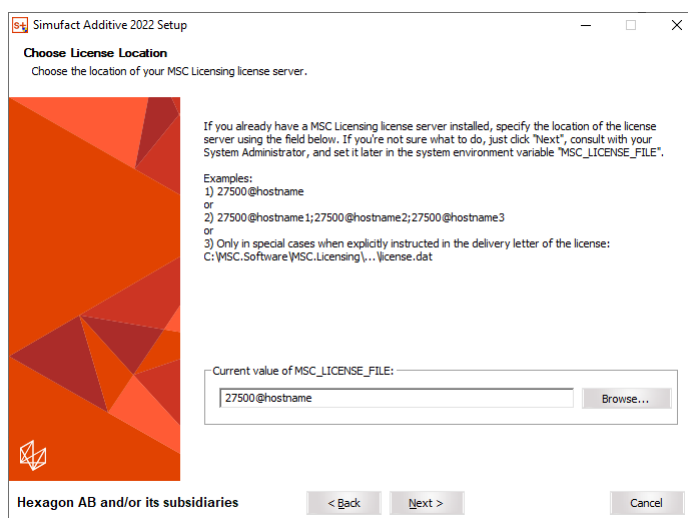 Simufact Additive 2022 Setup
Choose License Location
Choose the location of your MSC Licensing license server.
If you already have a MSC Licensing license server installed, specify the location of the license
server using the field below. If you're not sure what to do, just click "Next", consult with your
System Administrator, and set it later in the system environment variable "MSC_LICENSE_FILE".
Examples:
1) 27500@hostname
or
2) 27500@hostname1;27500@hostname2;27500@hostname3
or
3) Only in special cases when explicitly instructed in the delivery letter of the license:
C:\MSC.Software\MSC.Licensing\...\license.dat
Current value of MSC_LICENSE_FILE:
27500@hostname
Browse...
Hexagon AB and/or its subsidiaries
< Back
Next >
Cancel